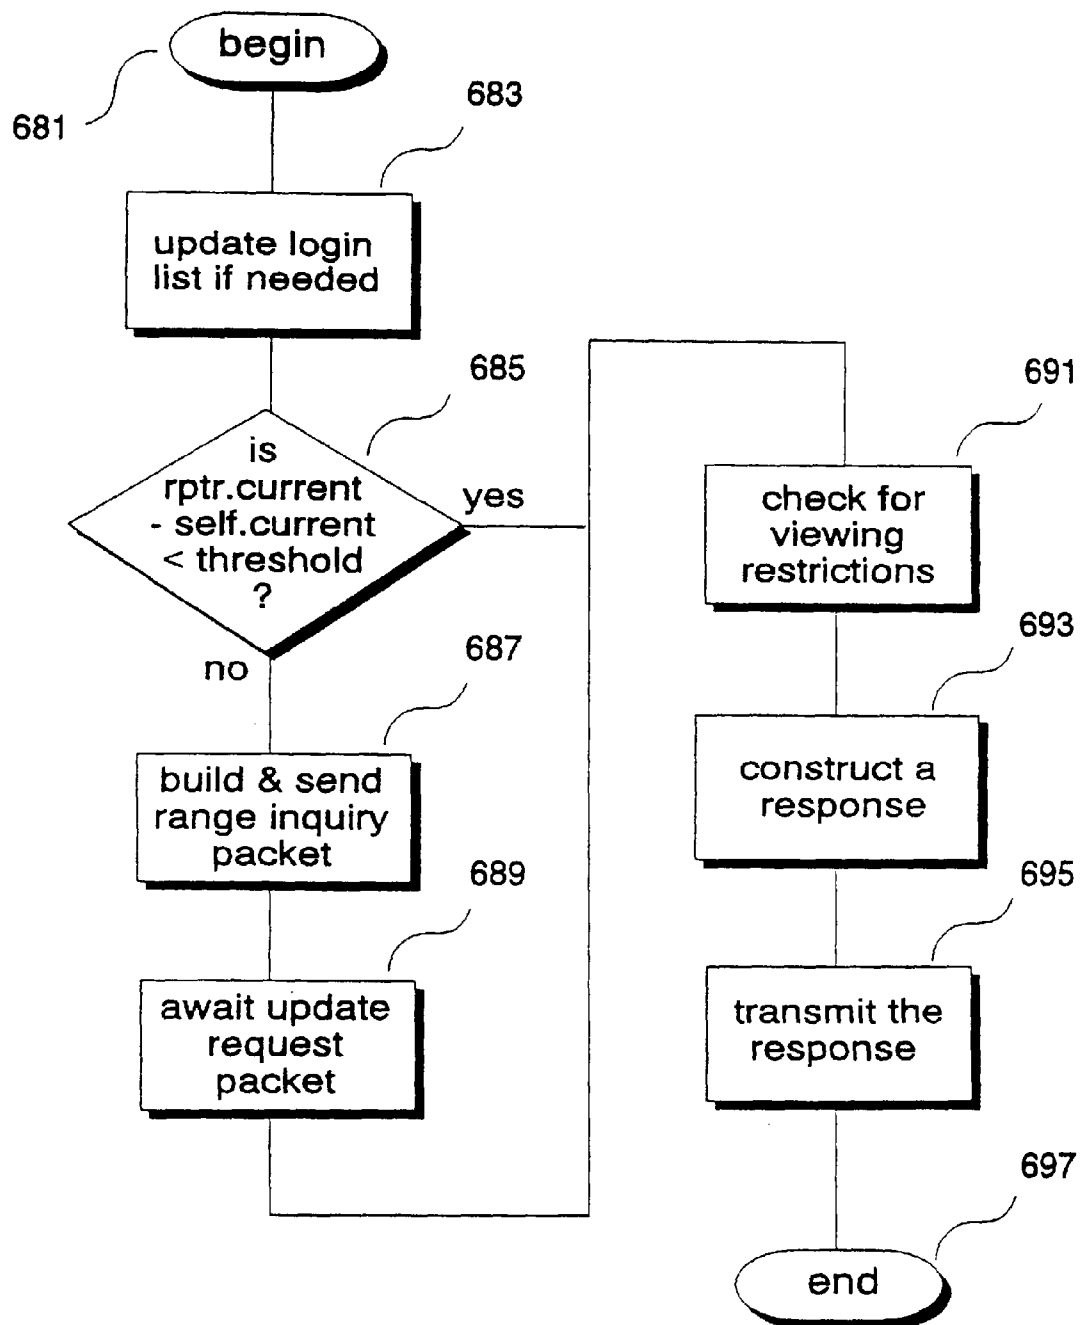 begin
681
683
update login
list if needed
685
is
rptr.current
- self.current
< threshold
?
yes
no
687
build & send
range inquiry
packet
689
await update
request
packet
691
check for
viewing
restrictions
693
construct a
response
695
transmit the
response
697
end